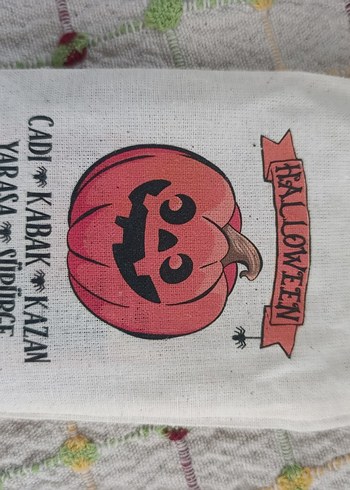 HALLOWEEN
CADI KABAK KAZAN
YARASA SÜPÜRGE